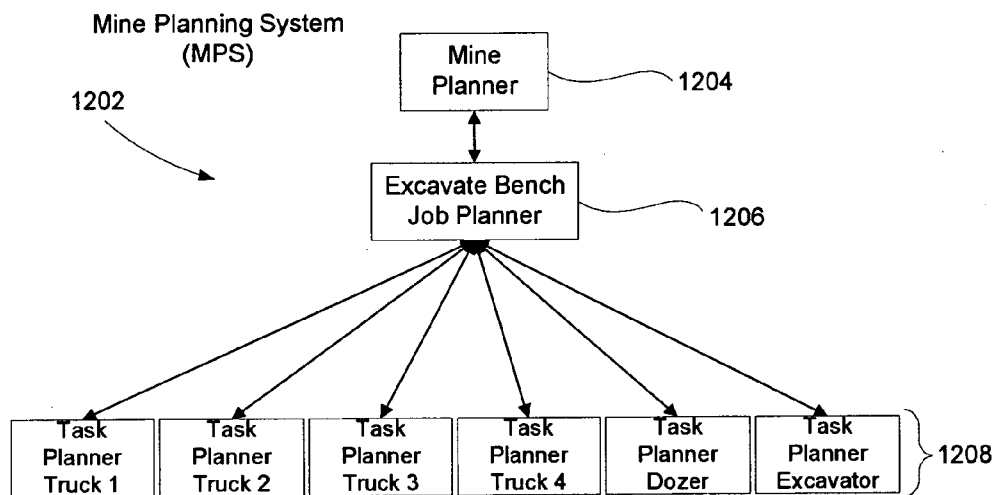 Mine Planning System
(MPS)
1202
Mine
Planner
1204
Excavate Bench
Job Planner
1206
Task
Planner
Truck 1
Task
Planner
Truck 2
Task
Planner
Truck 3
Task
Planner
Truck 4
Task
Planner
Dozer
Task
Planner
Excavator
1208